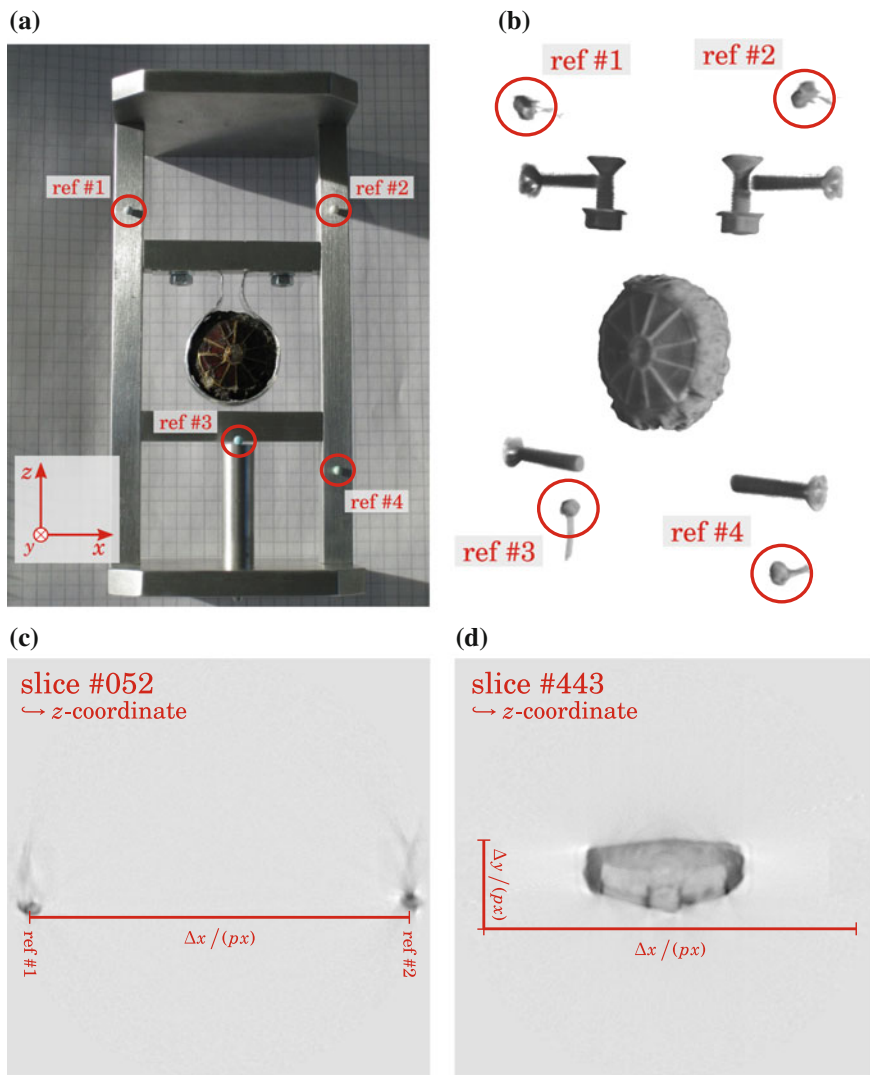 (a)
ref #1
ref #2
ref #3
ref #4
z
y
x
(b)
ref #1
ref #2
ref #3
ref #4
(c)
slice #052
↪ z-coordinate
Δx/(px)
ref #1
ref #2
(d)
slice #443
↪ z-coordinate
Δy/(px)
Δx/(px)